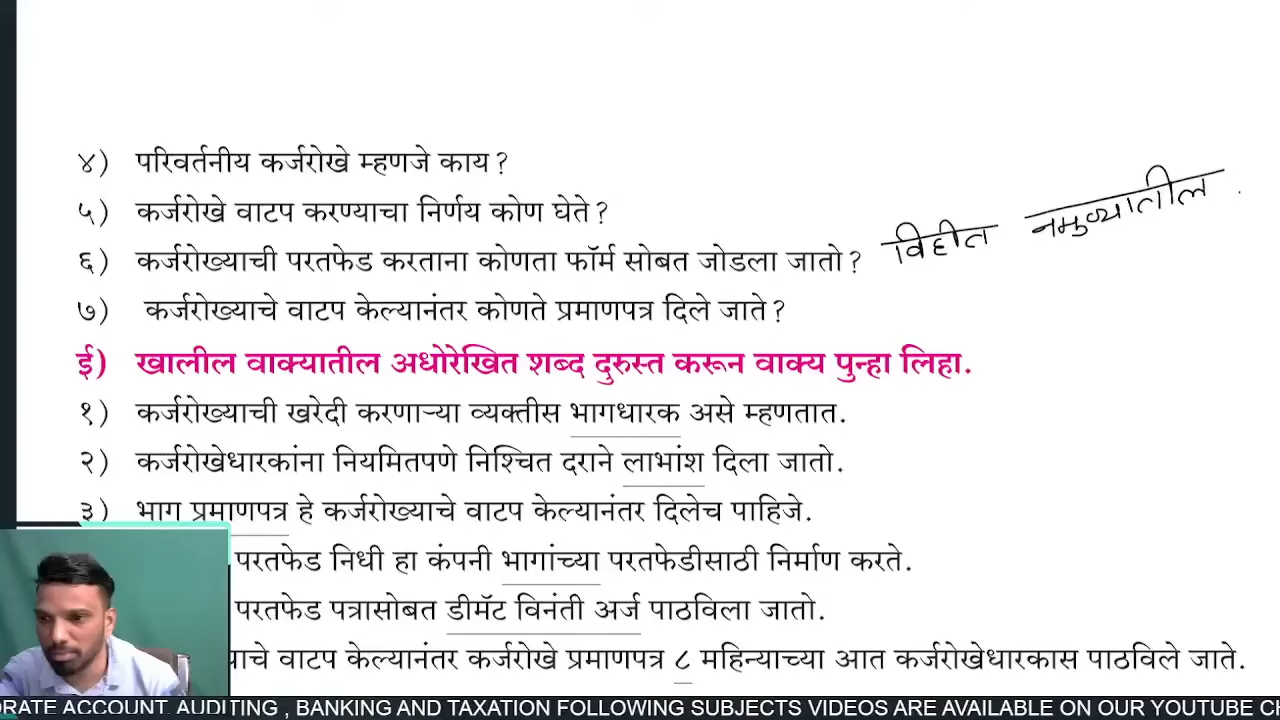 ४) परिवर्तनीय कर्जरोखे म्हणजे काय?
५) कर्जरोखे वाटप करण्याचा निर्णय कोण घेते?
६) कर्जरोख्याची परतफेड करताना कोणता फॉर्म सोबत जोडला जातो? विहीत नमुन्यातील.
७) कर्जरोख्याचे वाटप केल्यानंतर कोणते प्रमाणपत्र दिले जाते?
ई) खालील वाक्यातील अधोरेखित शब्द दुरुस्त करून वाक्य पुन्हा लिहा.
१) कर्जरोख्याची खरेदी करणाऱ्या व्यक्तीस भागधारक असे म्हणतात.
२) कर्जरोखेधारकांना नियमितपणे निश्चित दराने लाभांश दिला जातो.
३) भाग प्रमाणपत्र हे कर्जरोख्याचे वाटप केल्यानंतर दिलेच पाहिजे.
परतफेड निधी हा कंपनी भागांच्या परतफेडीसाठी निर्माण करते.
परतफेड पत्रासोबत डीमॅट विनंती अर्ज पाठविला जातो.
याचे वाटप केल्यानंतर कर्जरोखे प्रमाणपत्र ८ महिन्याच्या आत कर्जरोखेधारकास पाठविले जाते.
ORATE ACCOUNT, AUDITING , BANKING AND TAXATION FOLLOWING SUBJECTS VIDEOS ARE AVAILABLE ON OUR YOUTUBE CH